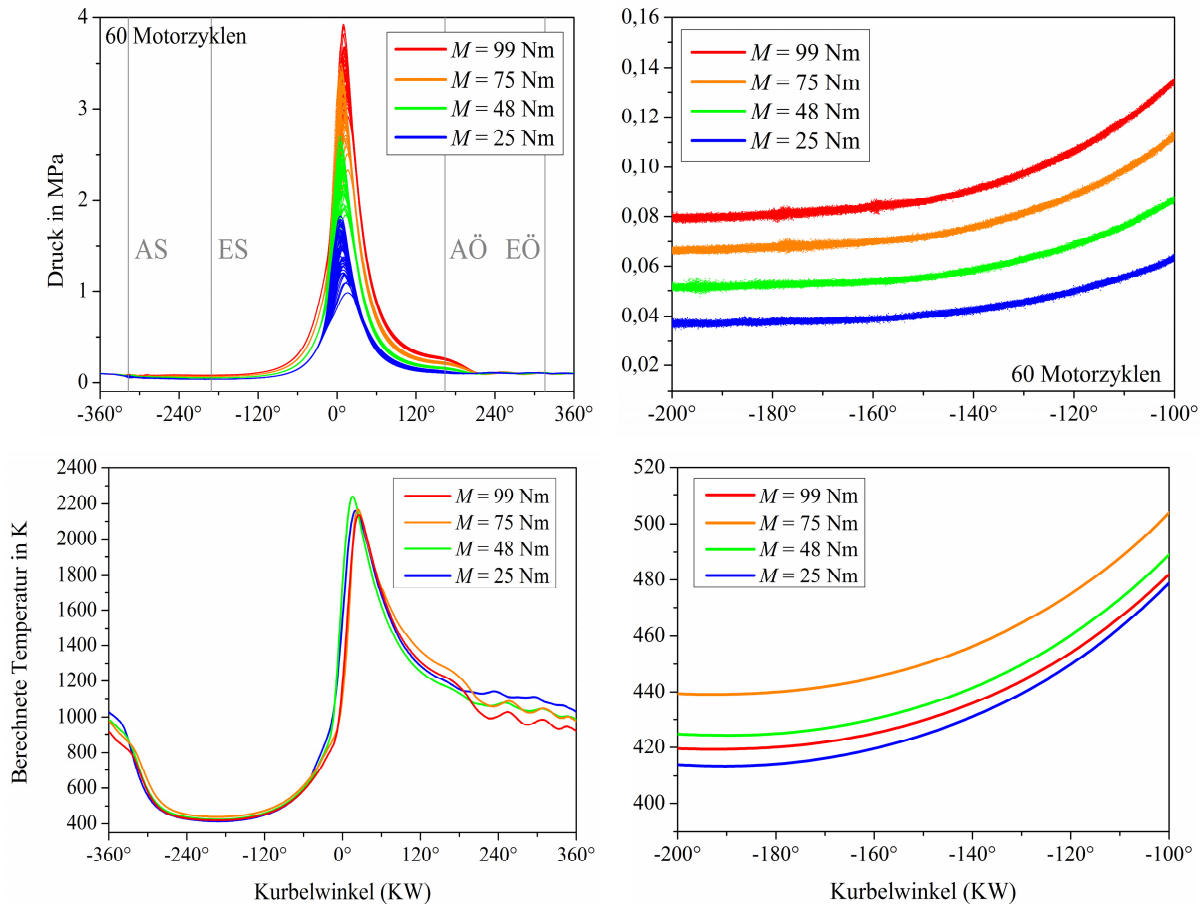 60 Motorzyklen
M = 99 Nm
M = 75 Nm
M = 48 Nm
M = 25 Nm
AS
ES
AÖ
EÖ
Druck in MPa
4
3
2
1
0
-360°
-240°
-120°
0
120°
240°
360°
0,16
0,14
0,12
0,10
0,08
0,06
0,04
0.02
M = 99 Nm
M = 75 Nm
M = 48 Nm
M = 25 Nm
60 Motorzyklen
-200°
-180°
-160°
-140°
-120°
-100°
Berechnete Temperatur in K
2400
2200
2000
1800
1600
1400
1200
1000
800
600
400
M = 99 Nm
M = 75 Nm
M = 48 Nm
M = 25 Nm
-360°
-240°
-120°
0°
120°
240°
360°
Kurbelwinkel (KW)
520
500
480
460
440
420
400
M = 99 Nm
M = 75 Nm
M = 48 Nm
M = 25 Nm
-200°
-180°
-160°
-140°
-120°
-100°
Kurbelwinkel (KW)